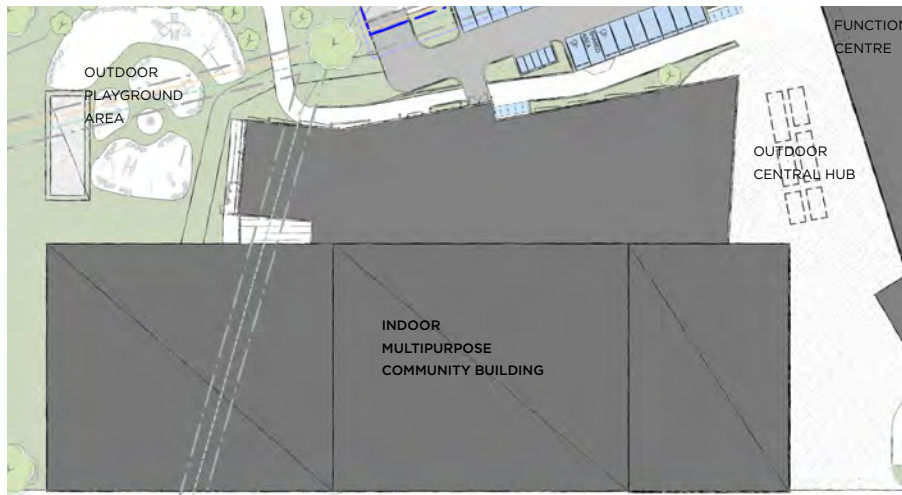 FUNCTION
CENTRE
OUTDOOR
PLAYGROUND
AREA
OUTDOOR
CENTRAL HUB
INDOOR
MULTIPURPOSE
COMMUNITY BUILDING